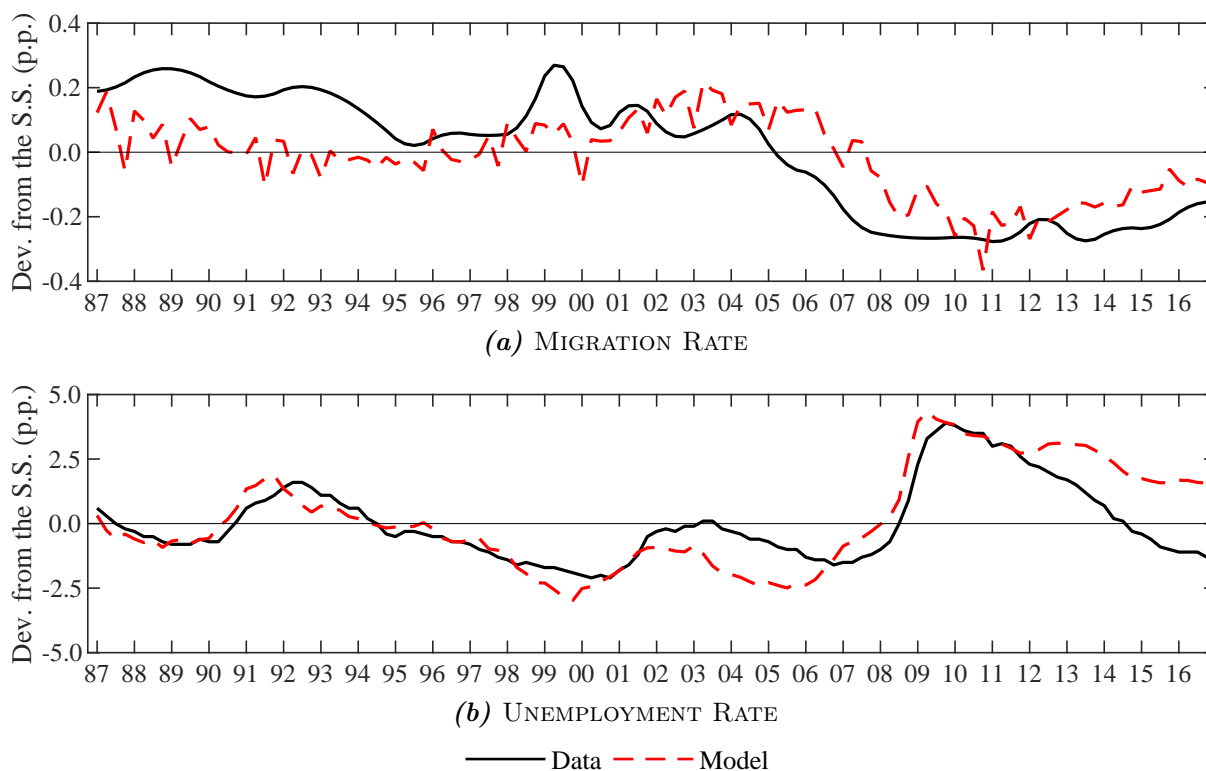 Dev. from the S.S. (p.p.)
0.4
0.2
0.0
-0.2
-0.4
87 88 89 90 91 92 93 94 95 96 97 98 99 00 01 02 03 04 05 06 07 08 09 10 11 12 13 14 15 16
(a) MIGRATION RATE
Dev. from the S.S. (p.p.)
5.0
2.5
0.0
-2.5
-5.0
87 88 89 90 91 92 93 94 95 96 97 98 99 00 01 02 03 04 05 06 07 08 09 10 11 12 13 14 15 16
(b) UNEMPLOYMENT RATE
Data Model